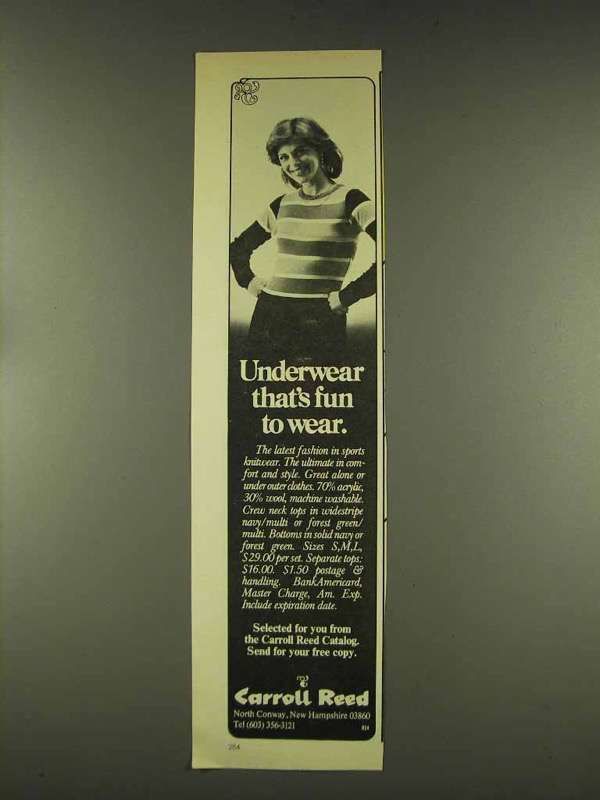 Underwear
that's fun
to wear.
The latest fashion in sports
knitwear. The ultimate in com-
fort and style. Great alone or
under outer clothes. 70% acrylic,
30% wool, machine washable.
Crew neck tops in widestripe
navy/multi or forest green/
multi. Bottoms in solid navy or
forest green. Sizes S,M,L,
$29.00 per set. Separate tops:
$16.00. $1.50 postage &
handling. BankAmericard,
Master Charge, Am. Exp.
Include expiration date.
Selected for you from
the Carroll Reed Catalog.
Send for your free copy.
Carroll Reed
North Conway, New Hampshire 03860
Tel (603) 356-3121
814
264